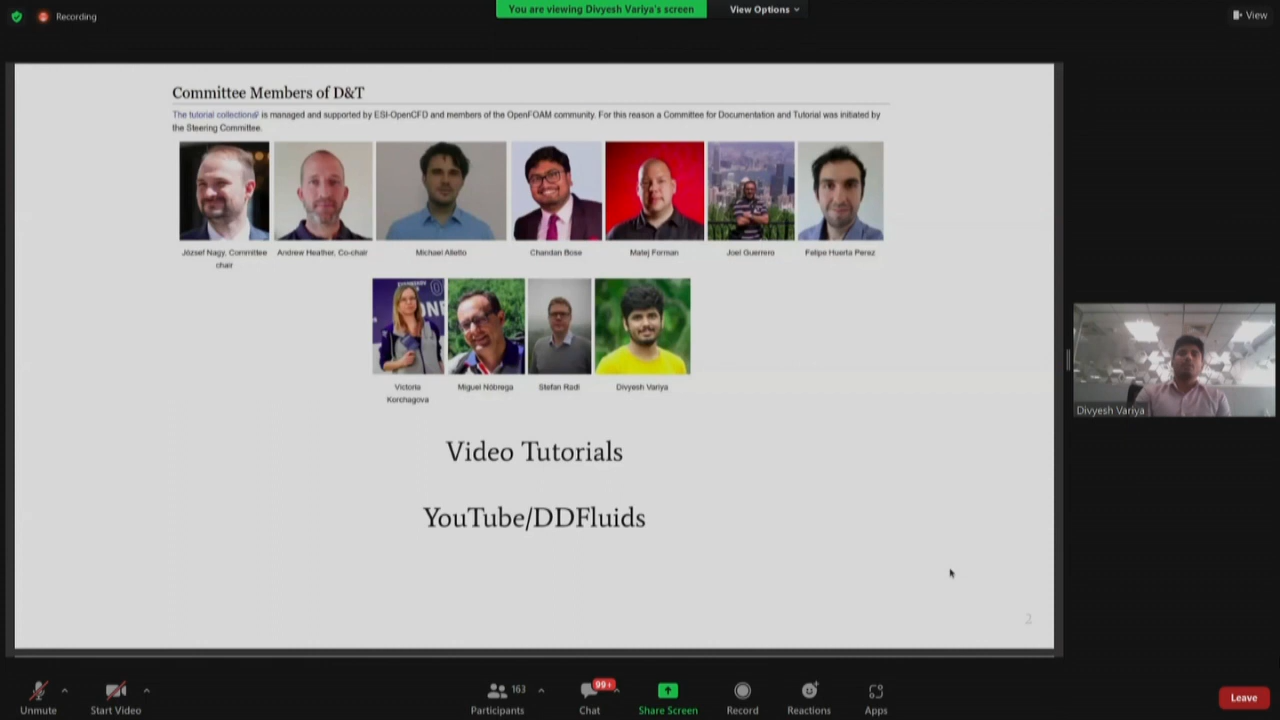 Recording
You are viewing Divyesh Variya's screen
View Options
View
Committee Members of D&T
The tutorial collection is managed and supported by ESI-OpenCFD and members of the OpenFOAM community. For this reason a Committee for Documentation and Tutorial was initiated by
the Steering Committee.
József Nagy, Committee
chair
Andrew Heather, Co-chair
Michael Alletto
Chandan Bose
Matej Forman
Joel Guerrero
Felipe Huerta Perez
Victoria
Korchagova
Miguel Nóbrega
Stefan Radl
Divyesh Variya
Video Tutorials
YouTube/DDFluids
2
Divyesh Variya
Unmute
Start Video
163
Participants
99+
Chat
Share Screen
Record
Reactions
Apps
Leave